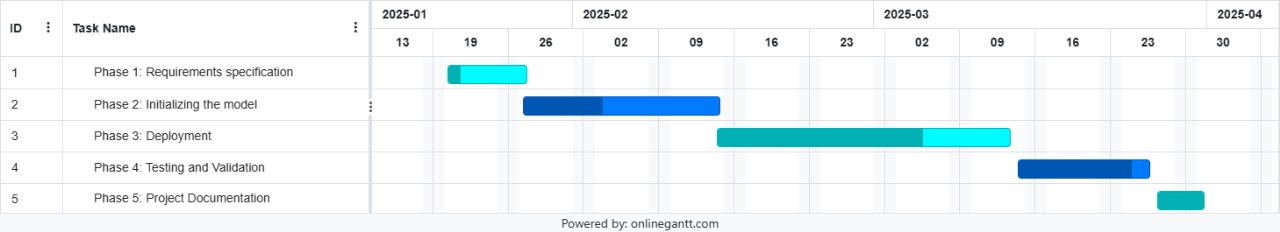 ID Task Name 2025-01 2025-02 2025-03 2025-04
13 19 26 02 09 16 23 02 09 16 23 30
1 Phase 1: Requirements specification
2 Phase 2: Initializing the model
3 Phase 3: Deployment
4 Phase 4: Testing and Validation
5 Phase 5: Project Documentation
Powered by: onlinegantt.com